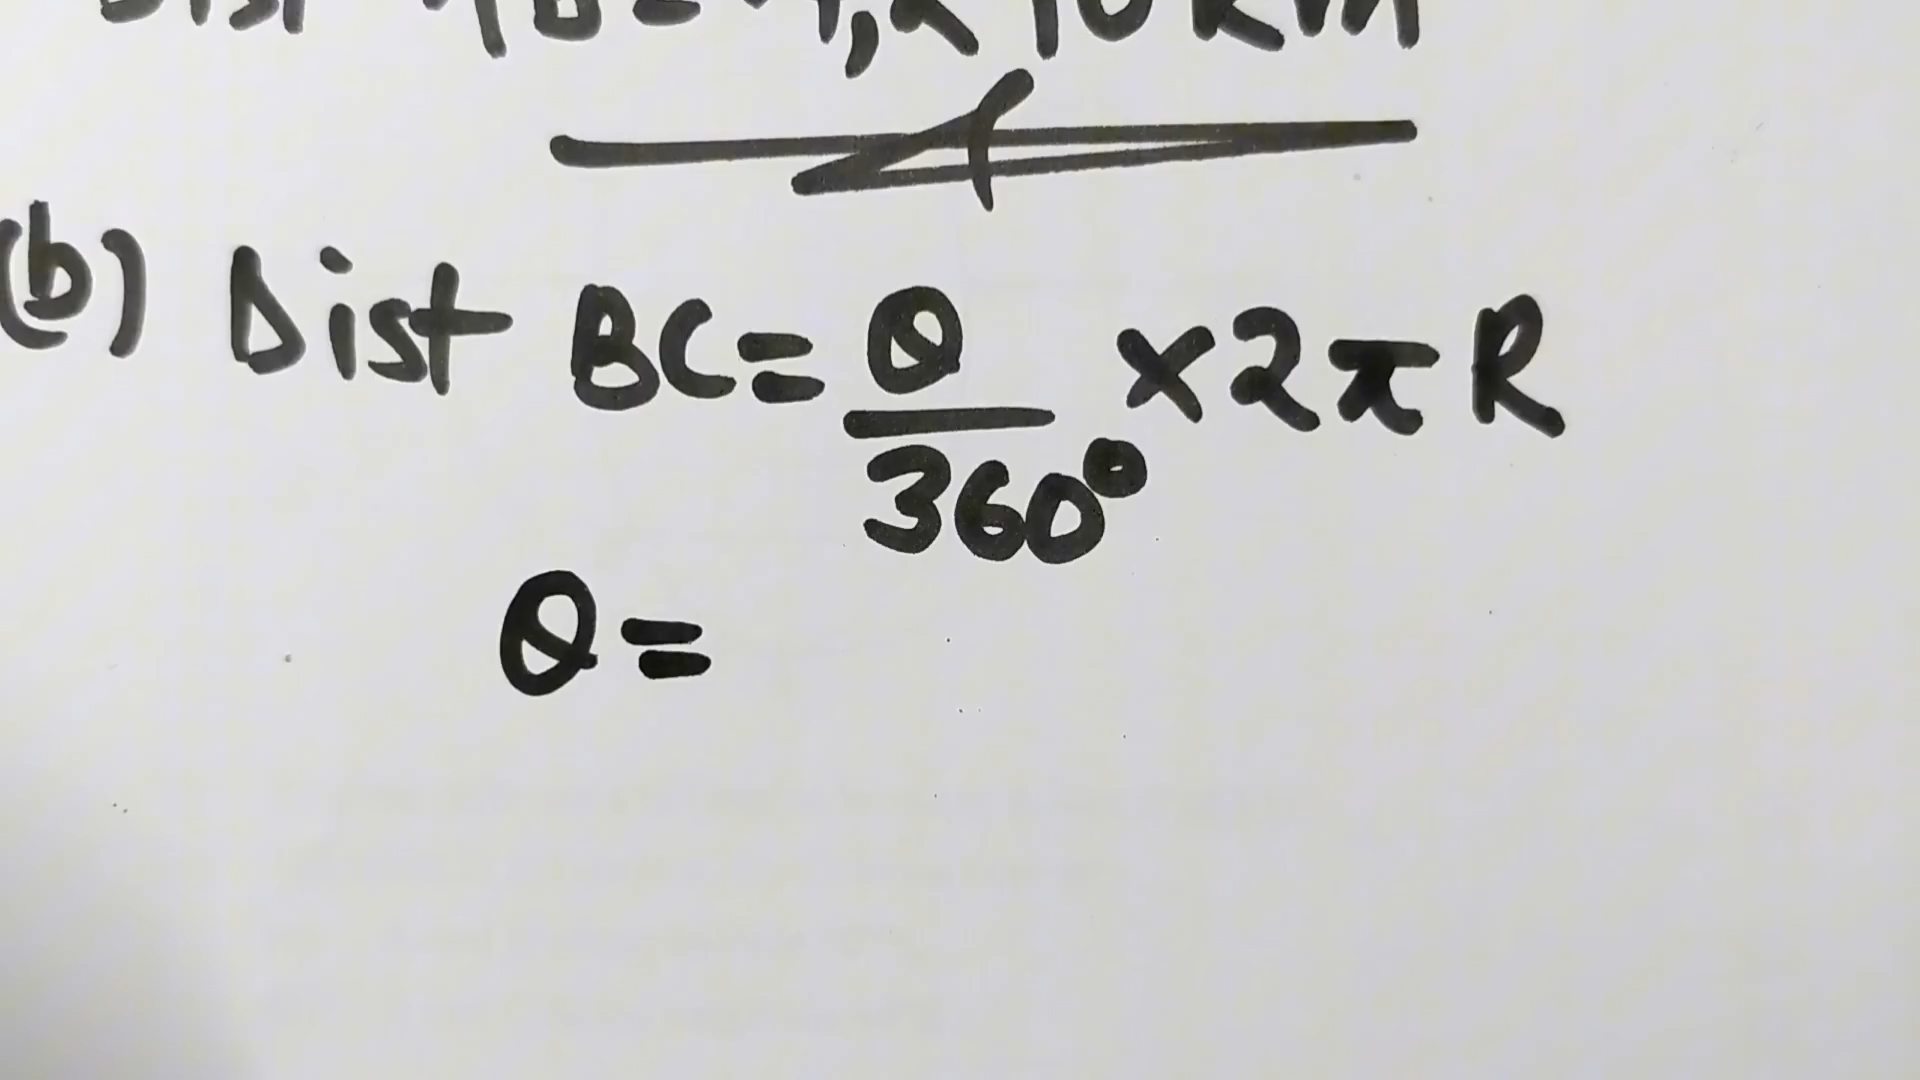 (b) Dist BC = θ/360° × 2πR
θ =